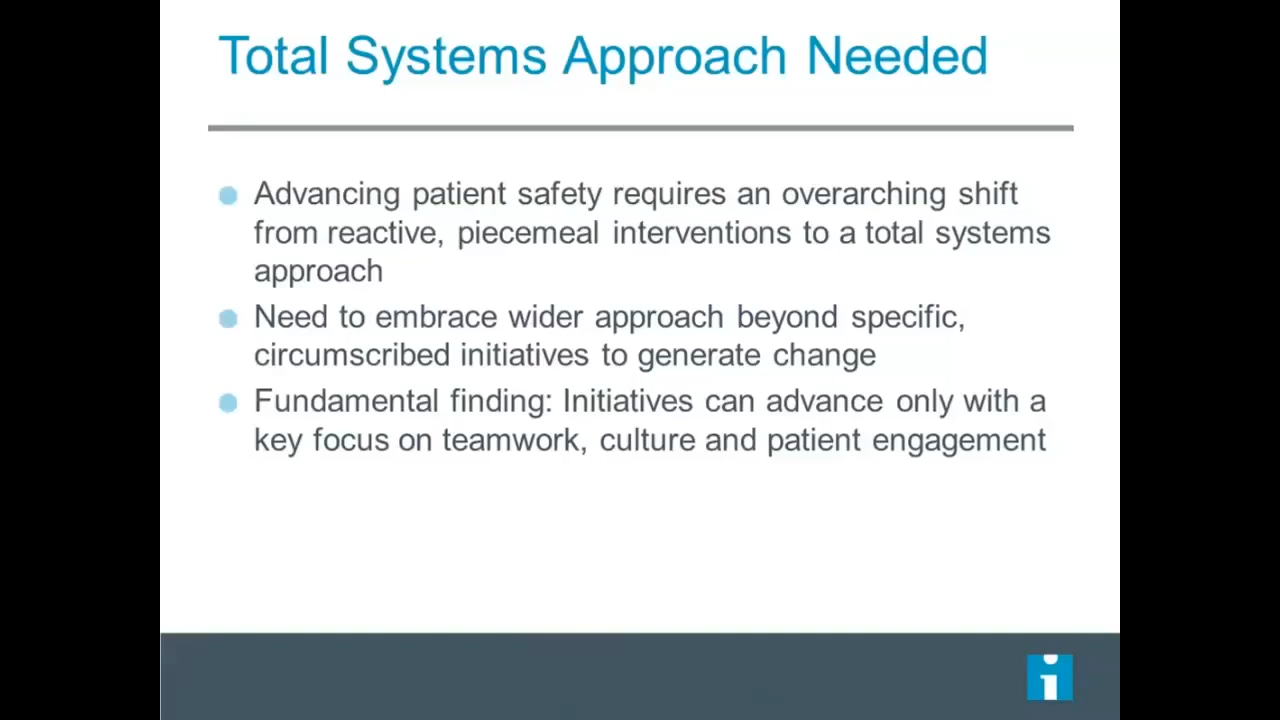 Total Systems Approach Needed
Advancing patient safety requires an overarching shift
from reactive, piecemeal interventions to a total systems
approach
Need to embrace wider approach beyond specific,
circumscribed initiatives to generate change
Fundamental finding: Initiatives can advance only with a
key focus on teamwork, culture and patient engagement
i